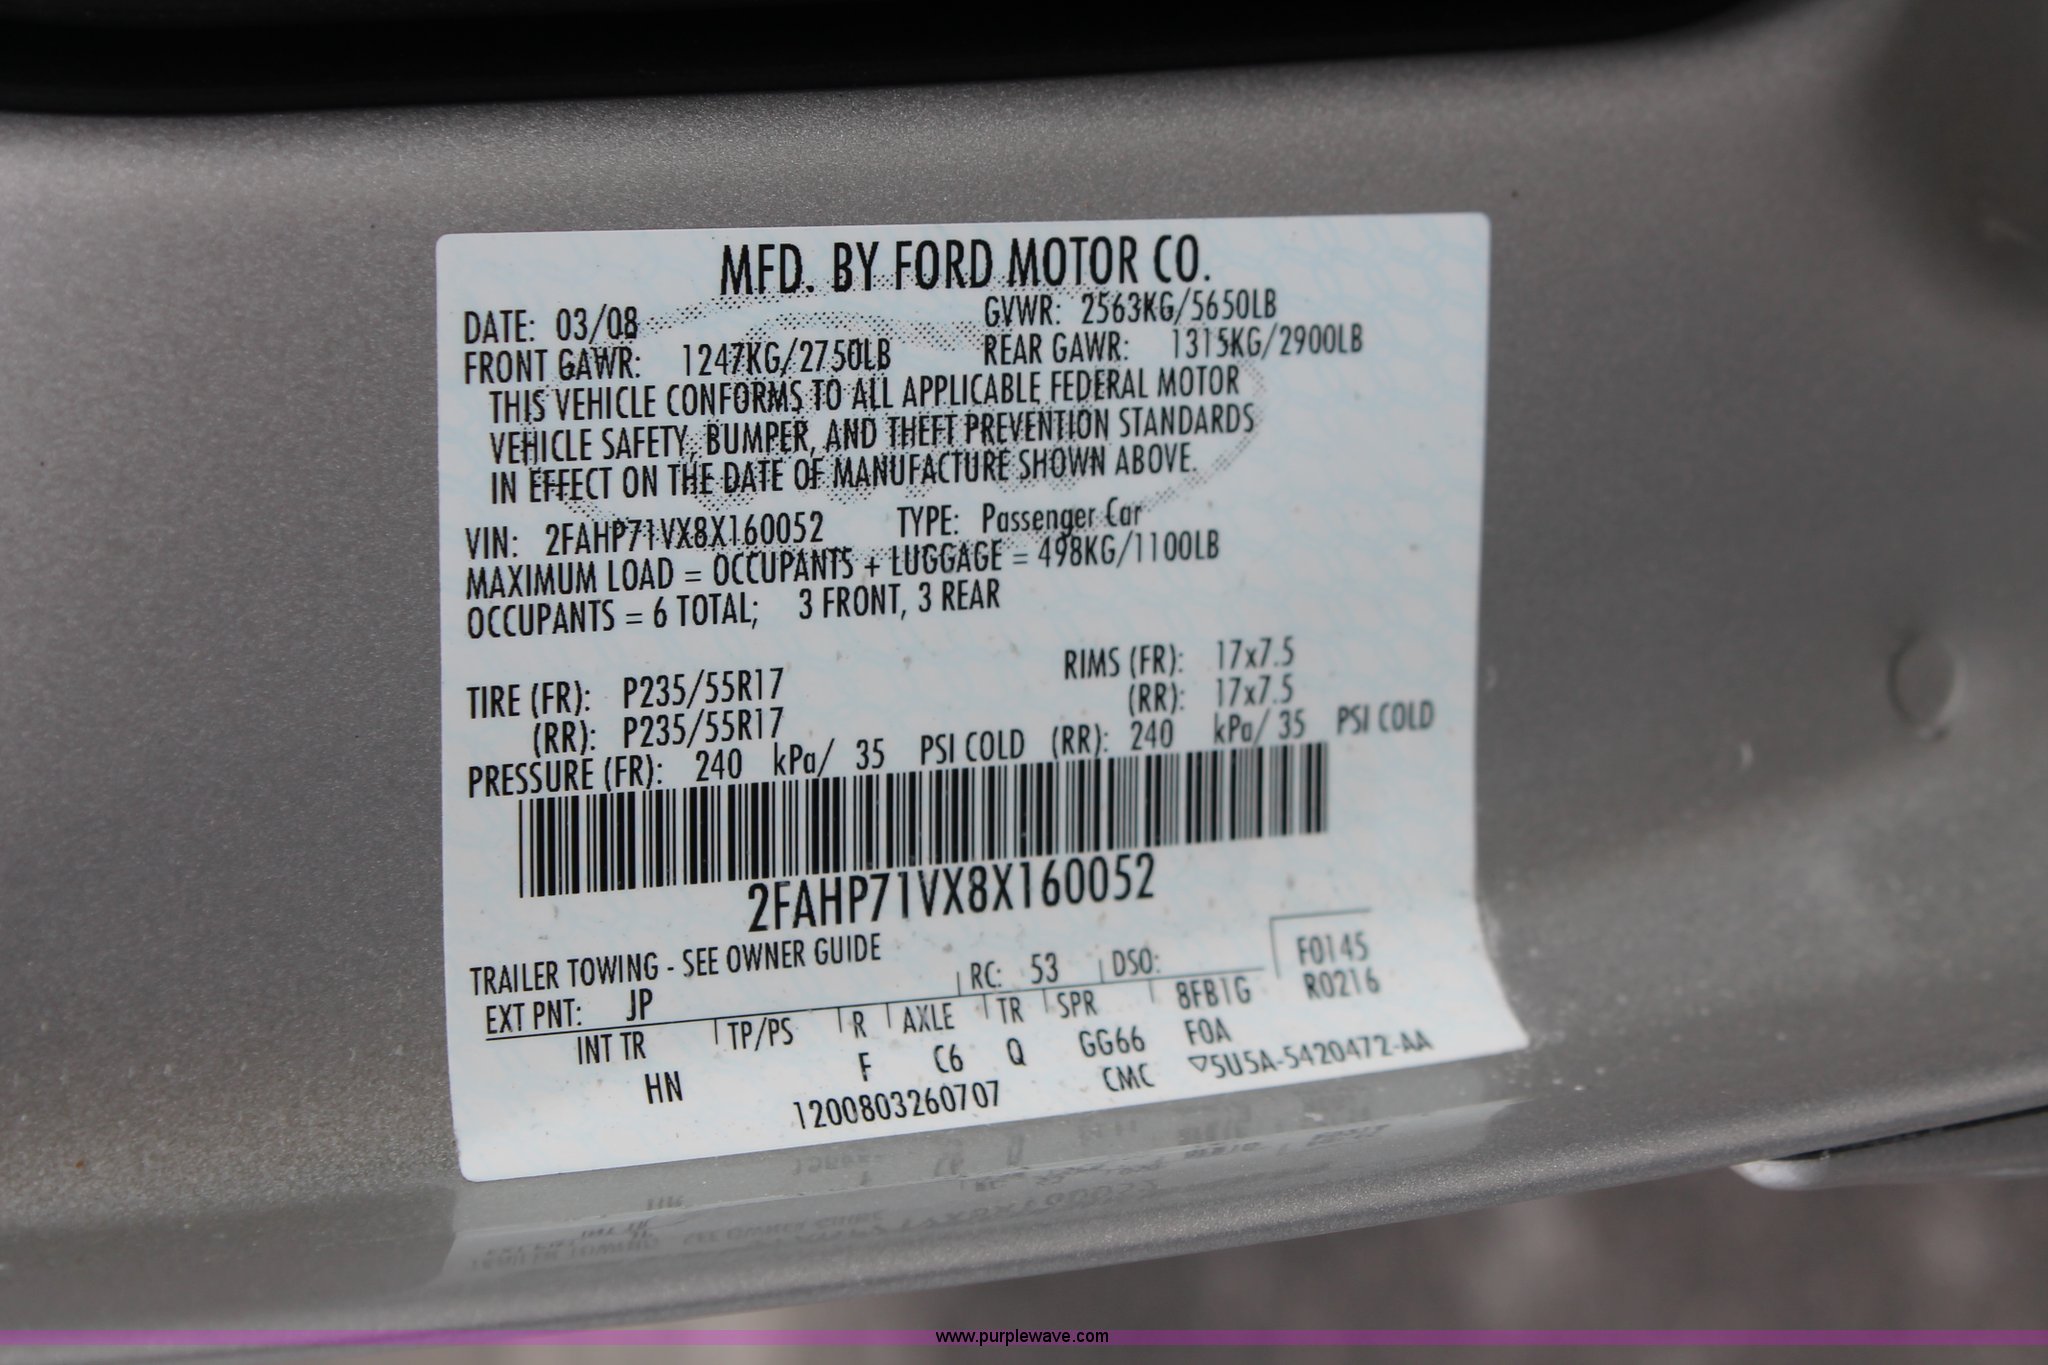 MFD. BY FORD MOTOR CO.
DATE: 03/08 GVWR: 2563KG/5650LB
FRONT GAWR: 1247KG/2750LB REAR GAWR: 1315KG/2900LB
THIS VEHICLE CONFORMS TO ALL APPLICABLE FEDERAL MOTOR
VEHICLE SAFETY, BUMPER, AND THEFT PREVENTION STANDARDS
IN EFFECT ON THE DATE OF MANUFACTURE SHOWN ABOVE.
VIN: 2FAHP71VX8X160052 TYPE: Passenger Car
MAXIMUM LOAD = OCCUPANTS + LUGGAGE = 498KG/1100LB
OCCUPANTS = 6 TOTAL; 3 FRONT, 3 REAR
TIRE (FR): P235/55R17 RIMS (FR): 17x7.5
(RR): P235/55R17 (RR): 17x7.5
PRESSURE (FR): 240 kPa/ 35 PSI COLD (RR): 240 kPa/ 35 PSI COLD
2FAHP71VX8X160052
TRAILER TOWING - SEE OWNER GUIDE
EXT PNT: JP RC: 53 DSO: F0145
INT TR TP/PS R AXLE TR SPR 8FB1G R0216
HN F C6 Q GG66 FOA
1200803260707 CMC ▽5U5A-5420472-AA
www.purplewave.com